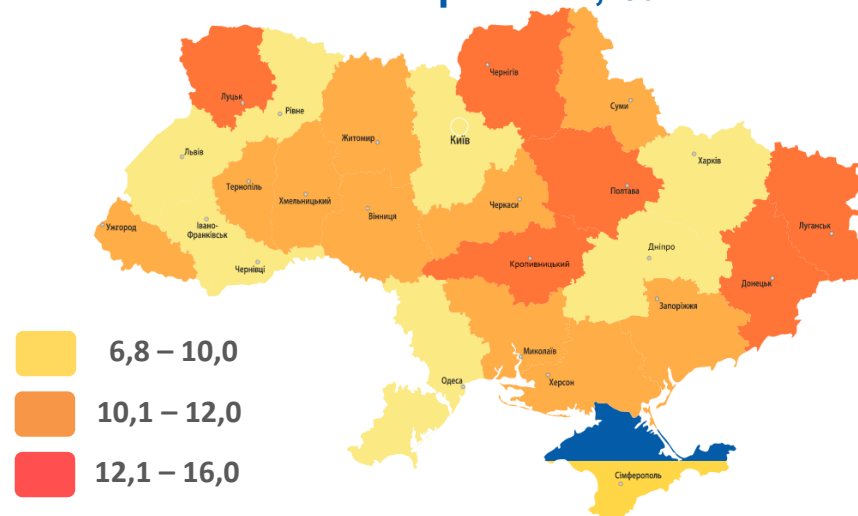 Чернігів
Луцьк
Суми
Рівне
Житомир
Київ
Львів
Харків
Тернопіль
Хмельницький
Полтава
Черкаси
Вінниця
Ужгород
Івано-
Франківськ
Луганськ
Дніпро
Чернівці
Кропивницький
Донецьк
Запоріжжя
6,8 – 10,0
Миколаїв
Одеса
Херсон
10,1 – 12,0
12,1 – 16,0
Сімферополь